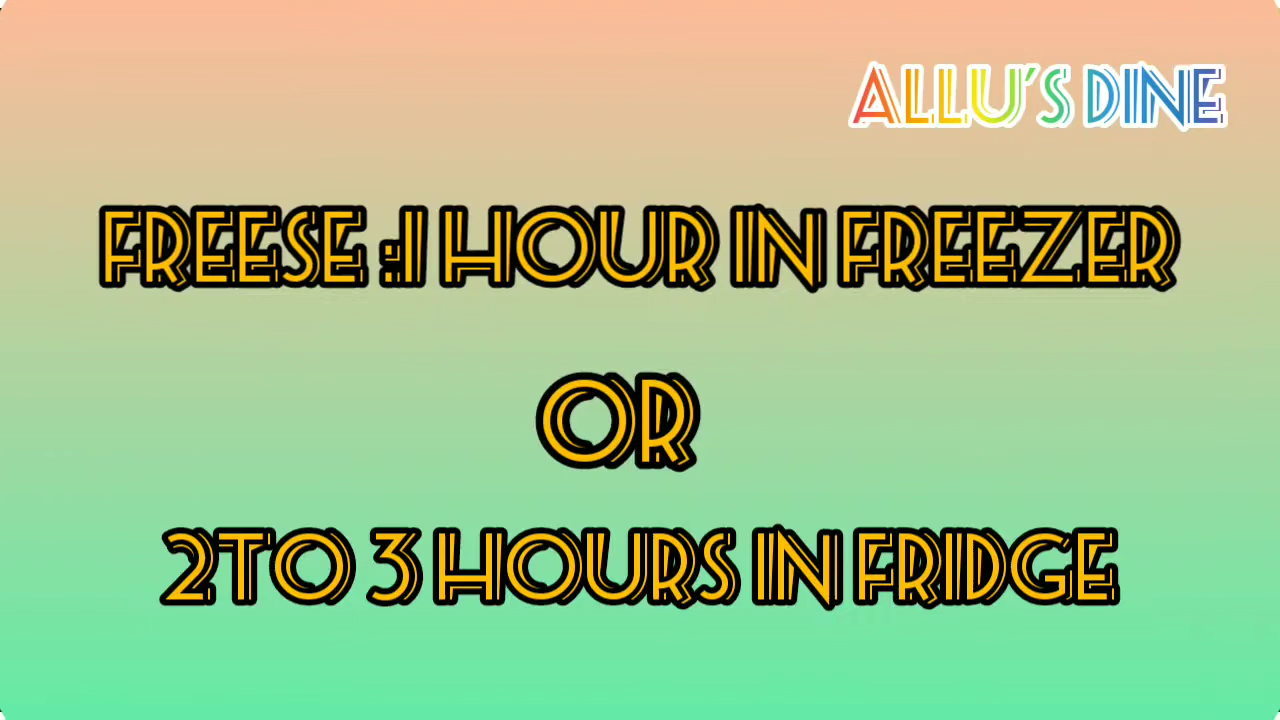 ALLU'S DINE
FREESE :1 HOUR IN FREEZER
OR
2TO 3 HOURS IN FRIDGE